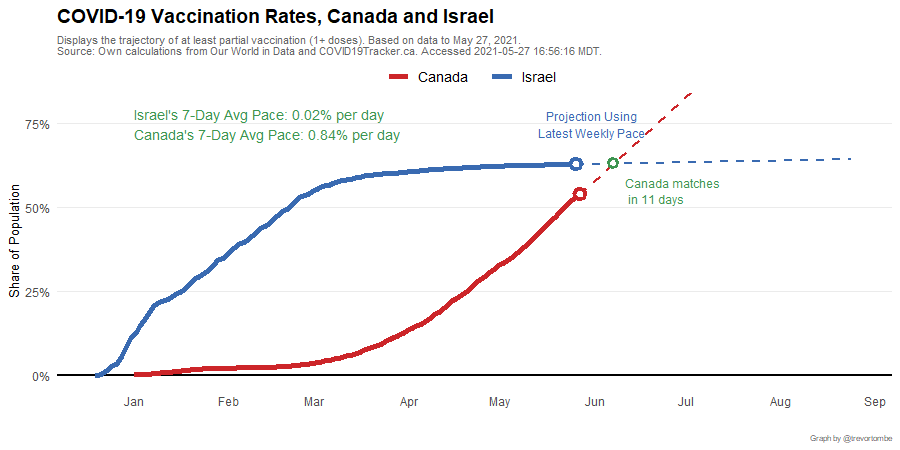 COVID-19 Vaccination Rates, Canada and Israel
Displays the trajectory of at least partial vaccination (1+ doses). Based on data to May 27, 2021.
Source: Own calculations from Our World in Data and COVID19Tracker.ca. Accessed 2021-05-27 16:56:16 MDT.
Canada Israel
Israel's 7-Day Avg Pace: 0.02% per day
Canada's 7-Day Avg Pace: 0.84% per day
Projection Using
Latest Weekly Pace
Canada matches
in 11 days
Share of Population
75%
50%
25%
0%
Jan Feb Mar Apr May Jun Jul Aug Sep
Graph by @trevortombe